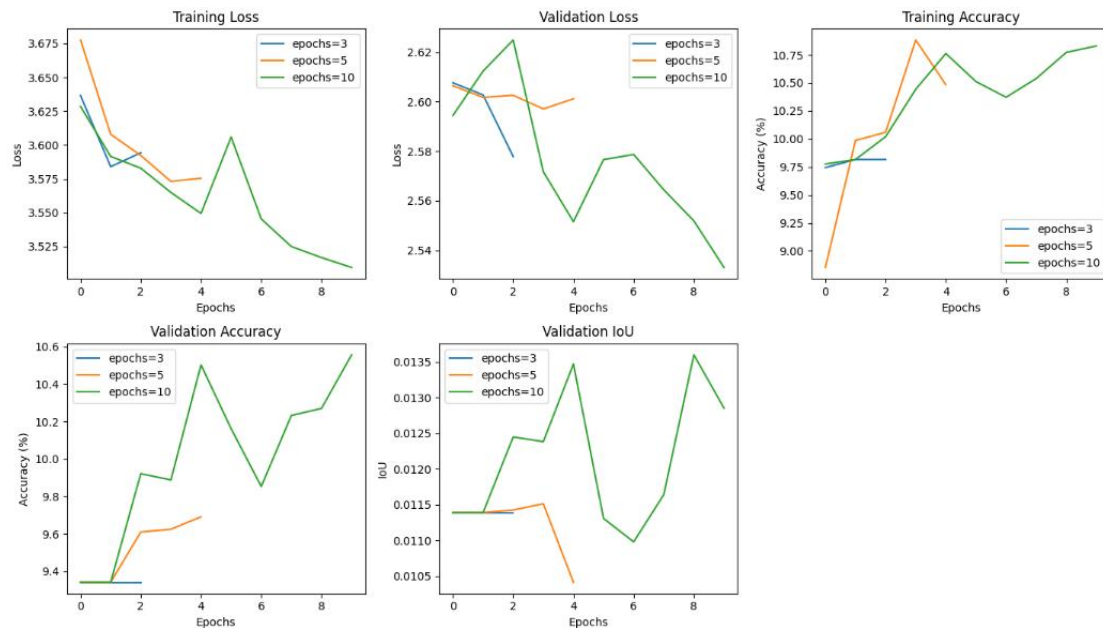 Training Loss
3.675
3.650
3.625
3.600
3.575
3.550
3.525
Loss
epochs=3
epochs=5
epochs=10
0 2 4 6 8
Epochs
Validation Loss
2.62
2.60
2.58
2.56
2.54
Loss
epochs=3
epochs=5
epochs=10
0 2 4 6 8
Epochs
Training Accuracy
10.75
10.50
10.25
10.00
9.75
9.50
9.25
9.00
Accuracy (%)
epochs=3
epochs=5
epochs=10
0 2 4 6 8
Epochs
Validation Accuracy
10.6
10.4
10.2
10.0
9.8
9.6
9.4
Accuracy (%)
epochs=3
epochs=5
epochs=10
0 2 4 6 8
Epochs
Validation IoU
0.0135
0.0130
0.0125
0.0120
0.0115
0.0110
0.0105
IoU
epochs=3
epochs=5
epochs=10
0 2 4 6 8
Epochs